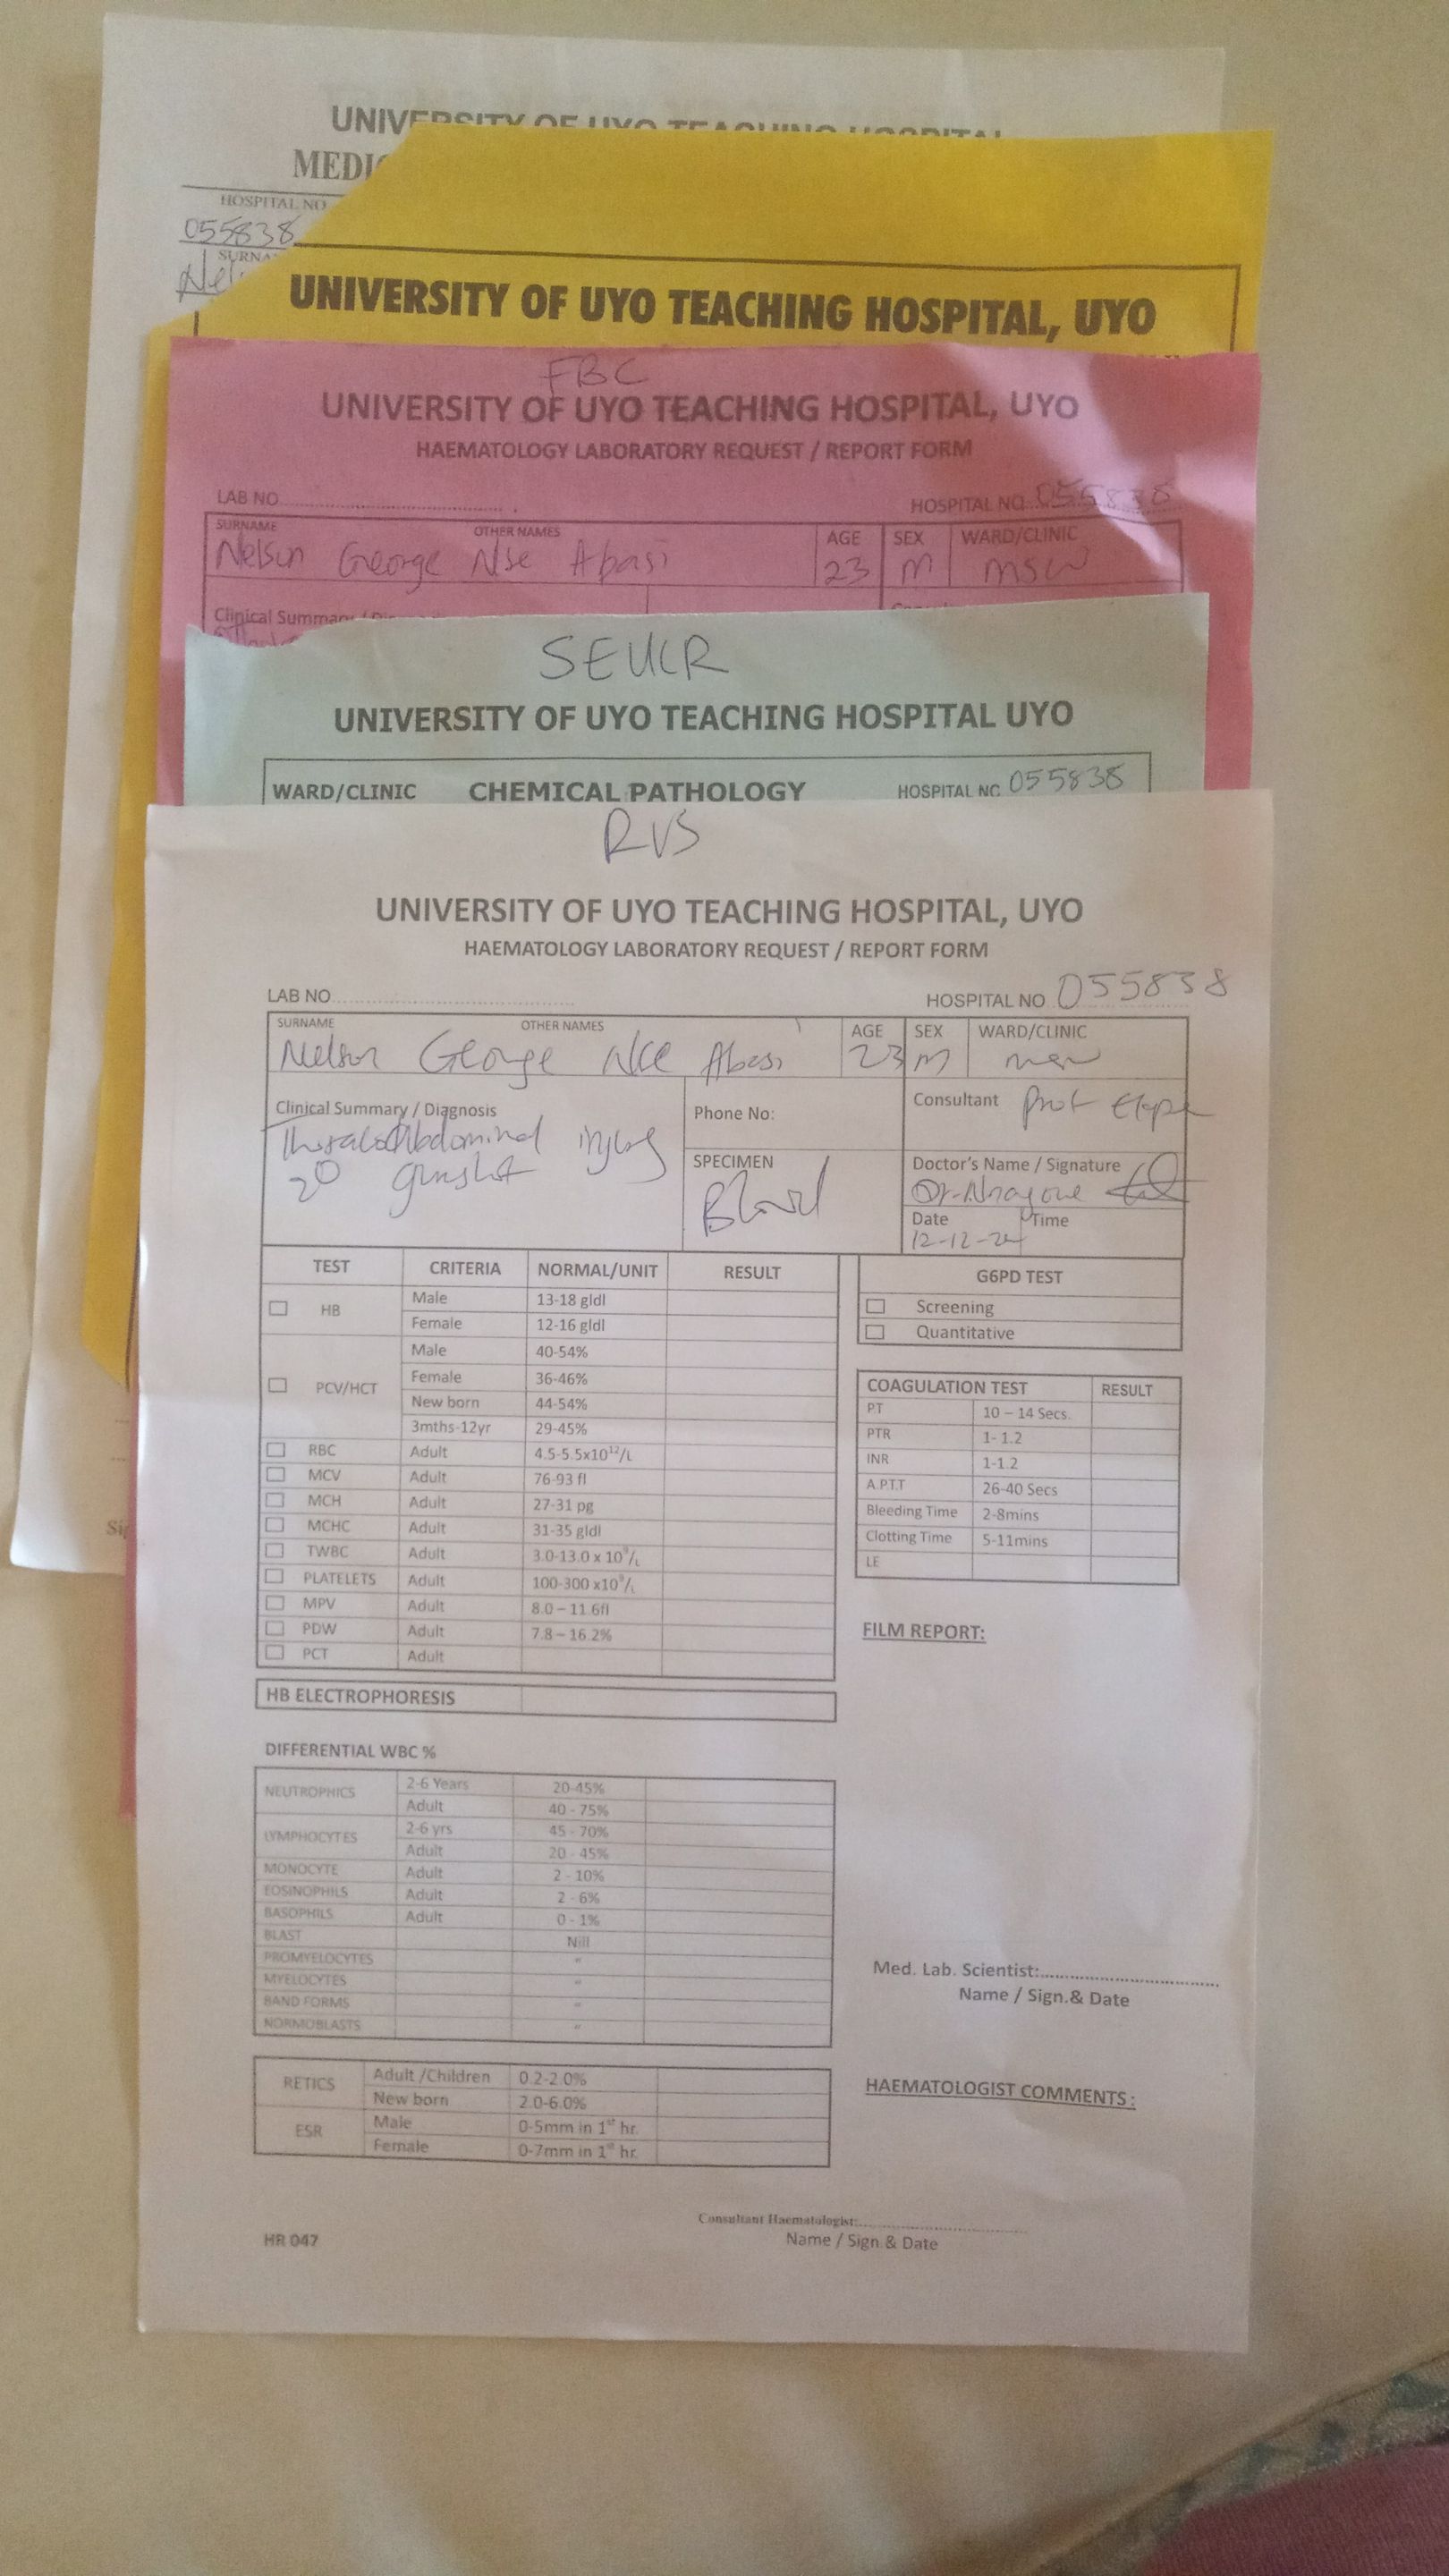 UNIVERSITY OF UYO TEACHING HOSPITAL
MEDIC
HOSPITAL NO
055838
SURNA
Nel
UNIVERSITY OF UYO TEACHING HOSPITAL, UYO
FBC
UNIVERSITY OF UYO TEACHING HOSPITAL, UYO
HAEMATOLOGY LABORATORY REQUEST / REPORT FORM
LAB NO HOSPITAL NO. 055838
SURNAME OTHER NAMES AGE SEX WARD/CLINIC
Nelson George Nse Abasi 23 M MSW
Clinical Summary
SEUCR
UNIVERSITY OF UYO TEACHING HOSPITAL UYO
WARD/CLINIC CHEMICAL PATHOLOGY HOSPITAL NO 055838
RVS
UNIVERSITY OF UYO TEACHING HOSPITAL, UYO
HAEMATOLOGY LABORATORY REQUEST / REPORT FORM
LAB NO HOSPITAL NO 055838
SURNAME OTHER NAMES AGE SEX WARD/CLINIC
Nelson George Nse Abasi 23 M msw
Clinical Summary / Diagnosis Phone No: Consultant Prof
ThoracoAbdominal injury
2° gunshot
SPECIMEN Doctor's Name / Signature
Blood Dr.
Date Time
12-12-24
TEST CRITERIA NORMAL/UNIT RESULT
HB Male 13-18 gldl
Female 12-16 gldl
PCV/HCT Male 40-54%
Female 36-46%
New born 44-54%
3mths-12yr 29-45%
RBC Adult 4.5-5.5x10¹²/L
MCV Adult 76-93 fl
MCH Adult 27-31 pg
MCHC Adult 31-35 gldl
TWBC Adult 3.0-13.0 x 10⁹/L
PLATELETS Adult 100-300 x10⁹/L
MPV Adult 8.0 – 11.6fl
PDW Adult 7.8 – 16.2%
PCT Adult
G6PD TEST
Screening
Quantitative
COAGULATION TEST RESULT
PT 10 – 14 Secs.
PTR 1- 1.2
INR 1-1.2
A.P.T.T 26-40 Secs
Bleeding Time 2-8mins
Clotting Time 5-11mins
LE
FILM REPORT:
HB ELECTROPHORESIS
DIFFERENTIAL WBC %
NEUTROPHICS 2-6 Years 20-45%
Adult 40 - 75%
LYMPHOCYTES 2-6 yrs 45 - 70%
Adult 20 - 45%
MONOCYTE Adult 2 - 10%
EOSINOPHILS Adult 2 - 6%
BASOPHILS Adult 0 - 1%
BLAST Nill
PROMYELOCYTES "
MYELOCYTES "
BAND FORMS "
NORMOBLASTS "
Med. Lab. Scientist:
Name / Sign.& Date
RETICS Adult /Children 0.2-2.0%
New born 2.0-6.0%
ESR Male 0-5mm in 1st hr.
Female 0-7mm in 1st hr.
HAEMATOLOGIST COMMENTS :
Consultant Haematologist:
Name / Sign.& Date
HR 047